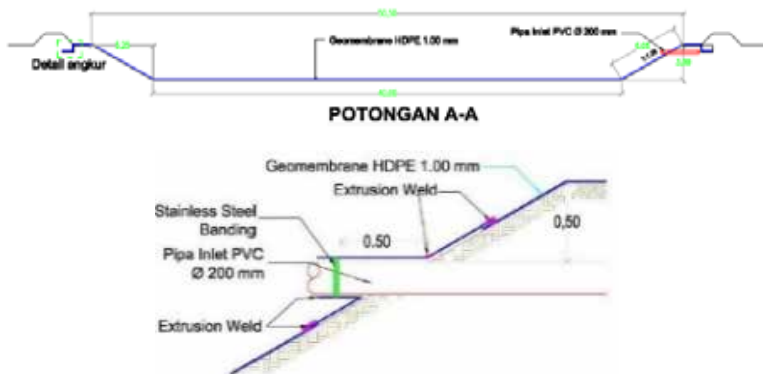 Geomembrane HDPE 1.00 mm
Pipa Inlet PVC Ø 200 mm
Detail angkur
POTONGAN A-A
Geomembrane HDPE 1.00 mm
Extrusion Weld
Stainless Steel
Banding
0.50
0,50
Pipa Inlet PVC
Ø 200 mm
Extrusion Weld